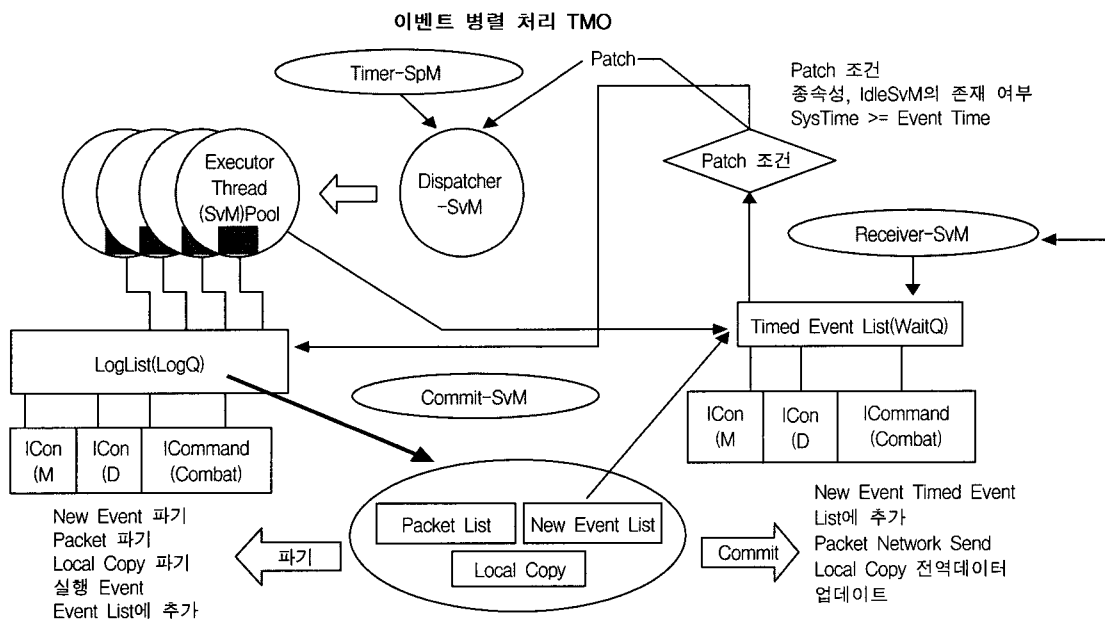 이벤트 병렬 처리 TMO
Timer-SpM
Patch
Patch 조건
종속성, IdleSvM의 존재 여부
SysTime >= Event Time
Executor
Thread
(SvM)Pool
Dispatcher
-SvM
Patch 조건
Receiver-SvM
LogList(LogQ)
Timed Event List(WaitQ)
Commit-SvM
ICon
(M
ICon
(D
ICommand
(Combat)
ICon
(M
ICon
(D
ICommand
(Combat)
New Event 파기
Packet 파기
Local Copy 파기
실행 Event
Event List에 추가
파기
Packet List
New Event List
Local Copy
Commit
New Event Timed Event
List에 추가
Packet Network Send
Local Copy 전역데이터
업데이트